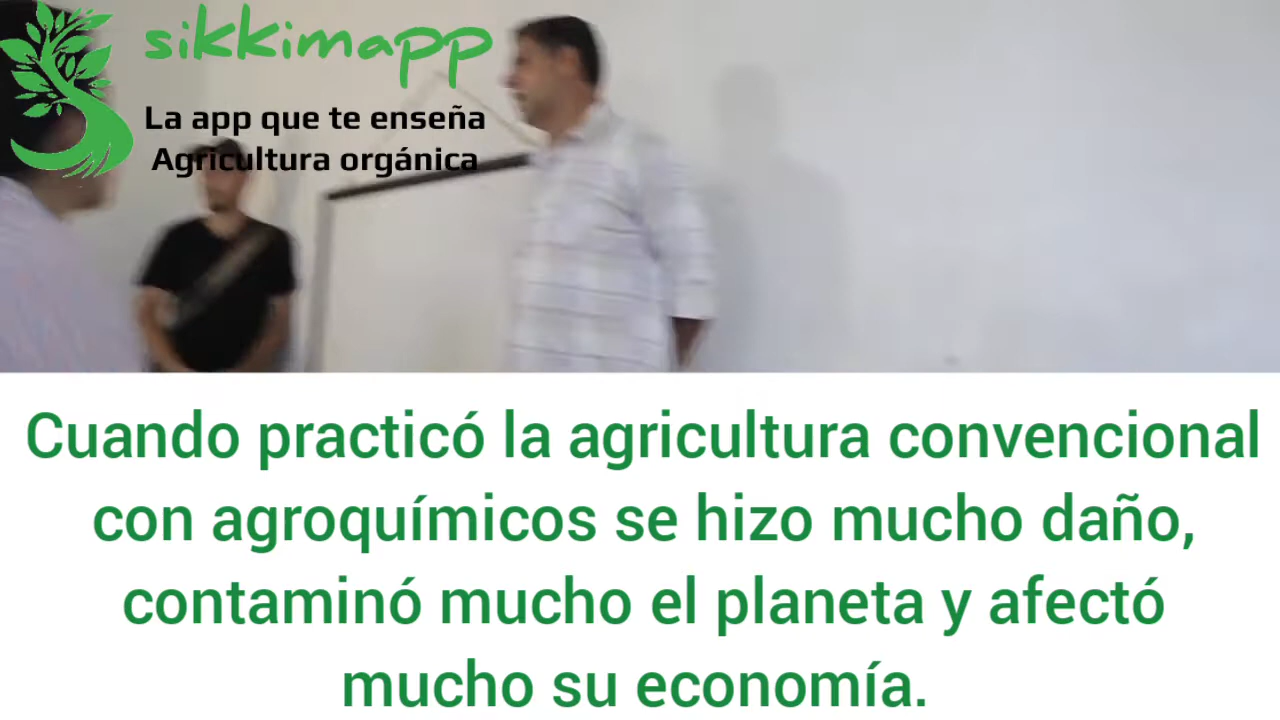 sikkimapp
La app que te enseña
Agricultura orgánica
Cuando practicó la agricultura convencional
con agroquímicos se hizo mucho daño,
contaminó mucho el planeta y afectó
mucho su economía.